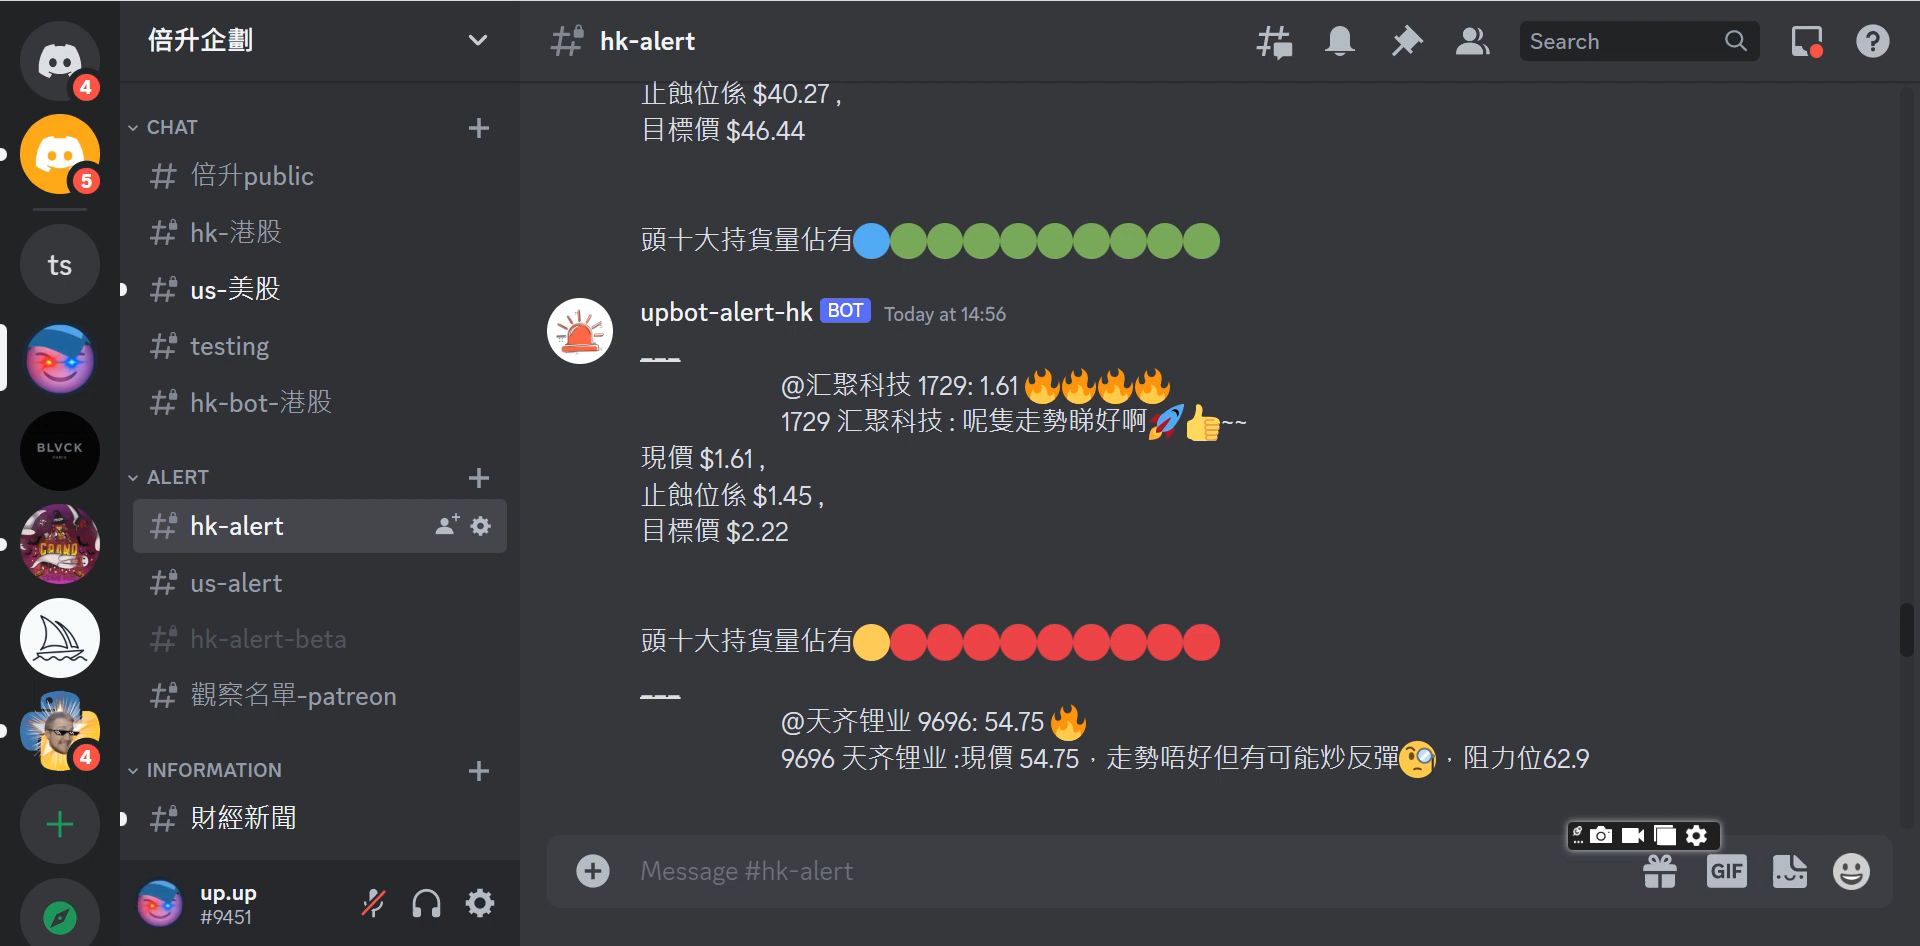 4
5
ts
BLVCK
PARIS
GRAND
4
倍升企劃
CHAT
倍升public
hk-港股
us-美股
testing
hk-bot-港股
ALERT
hk-alert
us-alert
hk-alert-beta
觀察名單-patreon
INFORMATION
財經新聞
up.up
#9451
hk-alert
Search
止蝕位係 $40.27 ,
目標價 $46.44
頭十大持貨量佔有🔵🟢🟢🟢🟢🟢🟢🟢🟢🟢
upbot-alert-hk BOT Today at 14:56
---
@汇聚科技 1729: 1.61 🔥🔥🔥🔥
1729 汇聚科技 : 呢隻走勢睇好啊🚀👍~~
現價 $1.61 ,
止蝕位係 $1.45 ,
目標價 $2.22
頭十大持貨量佔有🟡🔴🔴🔴🔴🔴🔴🔴🔴🔴
---
@天齐锂业 9696: 54.75 🔥
9696 天齐锂业 :現價 54.75，走勢唔好但有可能炒反彈🧐，阻力位62.9
Message #hk-alert
GIF